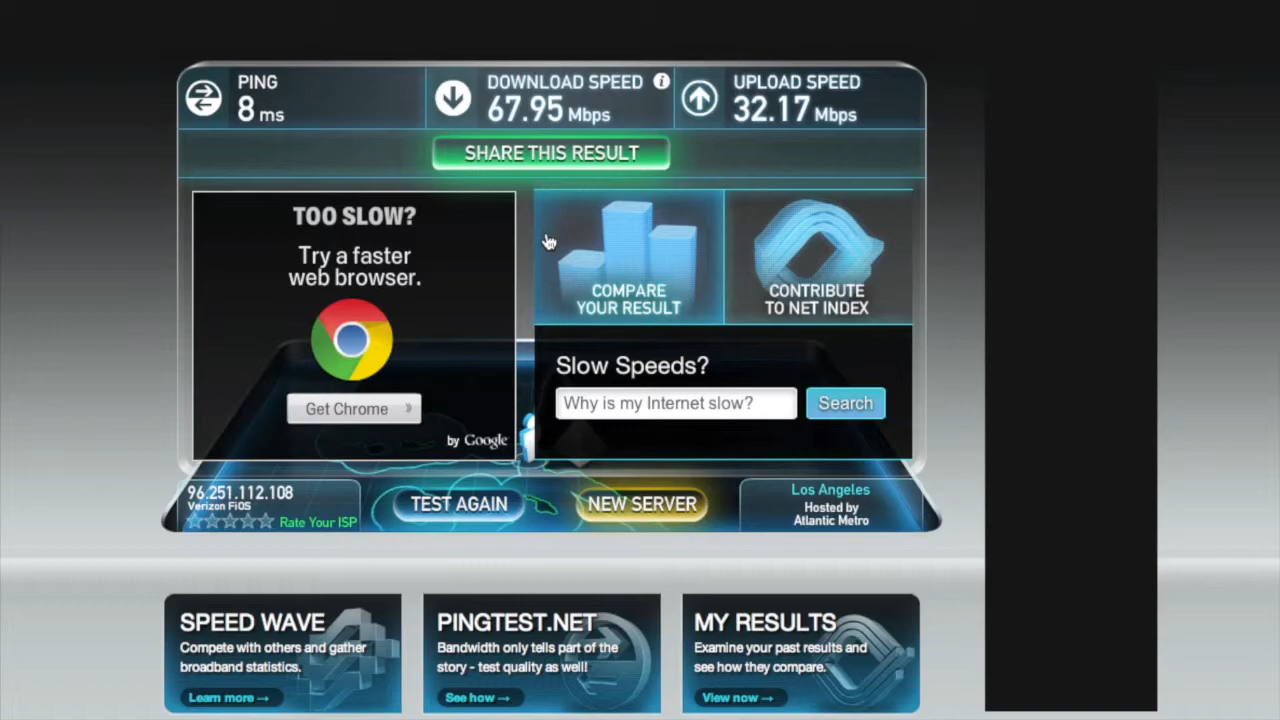 PING
8 ms
DOWNLOAD SPEED i
67.95 Mbps
UPLOAD SPEED
32.17 Mbps
SHARE THIS RESULT
TOO SLOW?
Try a faster
web browser.
Get Chrome »
by Google
COMPARE
YOUR RESULT
CONTRIBUTE
TO NET INDEX
Slow Speeds?
Why is my Internet slow?
Search
96.251.112.108
Verizon FiOS
Rate Your ISP
TEST AGAIN
NEW SERVER
Los Angeles
Hosted by
Atlantic Metro
SPEED WAVE
Compete with others and gather
broadband statistics.
Learn more →
PINGTEST.NET
Bandwidth only tells part of the
story - test quality as well!
See how →
MY RESULTS
Examine your past results and
see how they compare.
View now →